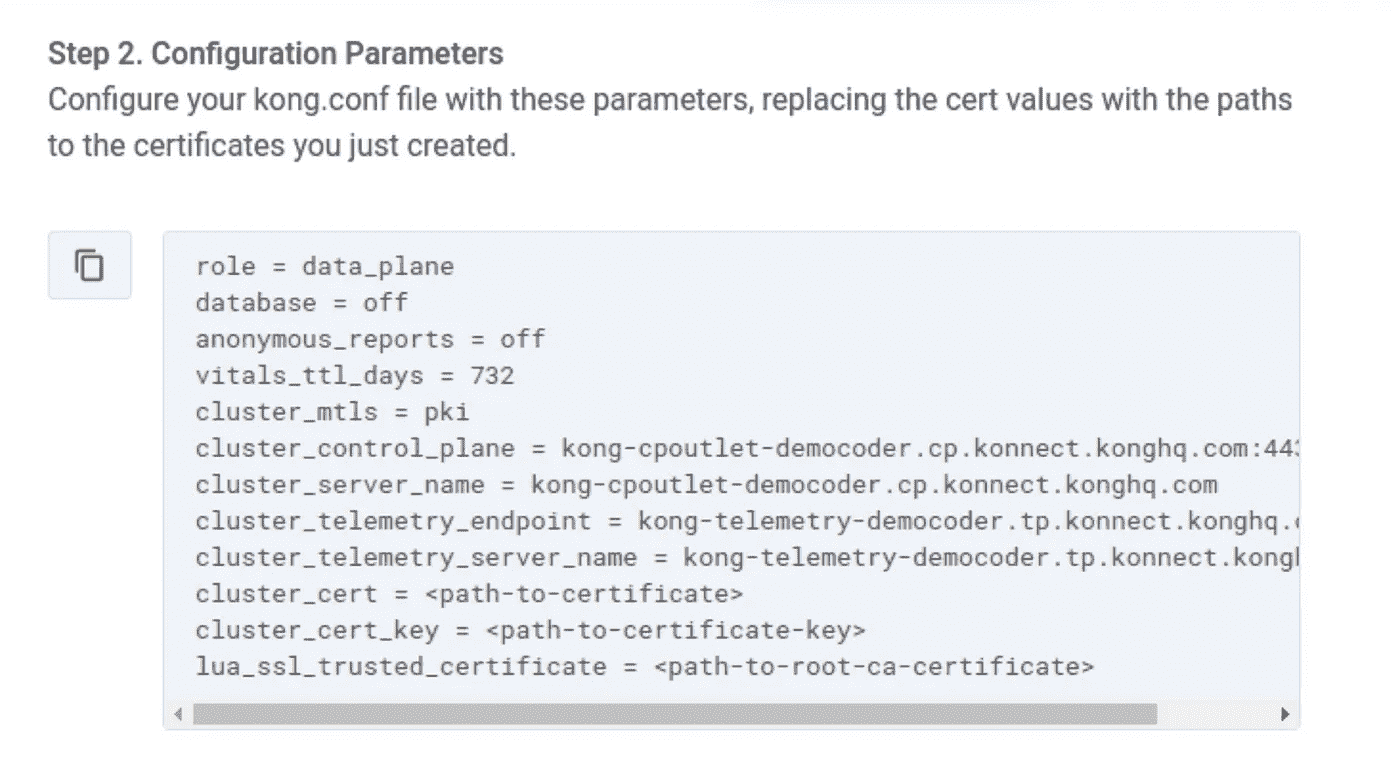 Step 2. Configuration Parameters
Configure your kong.conf file with these parameters, replacing the cert values with the paths
to the certificates you just created.
role = data_plane
database = off
anonymous_reports = off
vitals_ttl_days = 732
cluster_mtls = pki
cluster_control_plane = kong-cpoutlet-democoder.cp.konnect.konghq.com:44
cluster_server_name = kong-cpoutlet-democoder.cp.konnect.konghq.com
cluster_telemetry_endpoint = kong-telemetry-democoder.tp.konnect.konghq.
cluster_telemetry_server_name = kong-telemetry-democoder.tp.konnect.kong
cluster_cert = <path-to-certificate>
cluster_cert_key = <path-to-certificate-key>
lua_ssl_trusted_certificate = <path-to-root-ca-certificate>